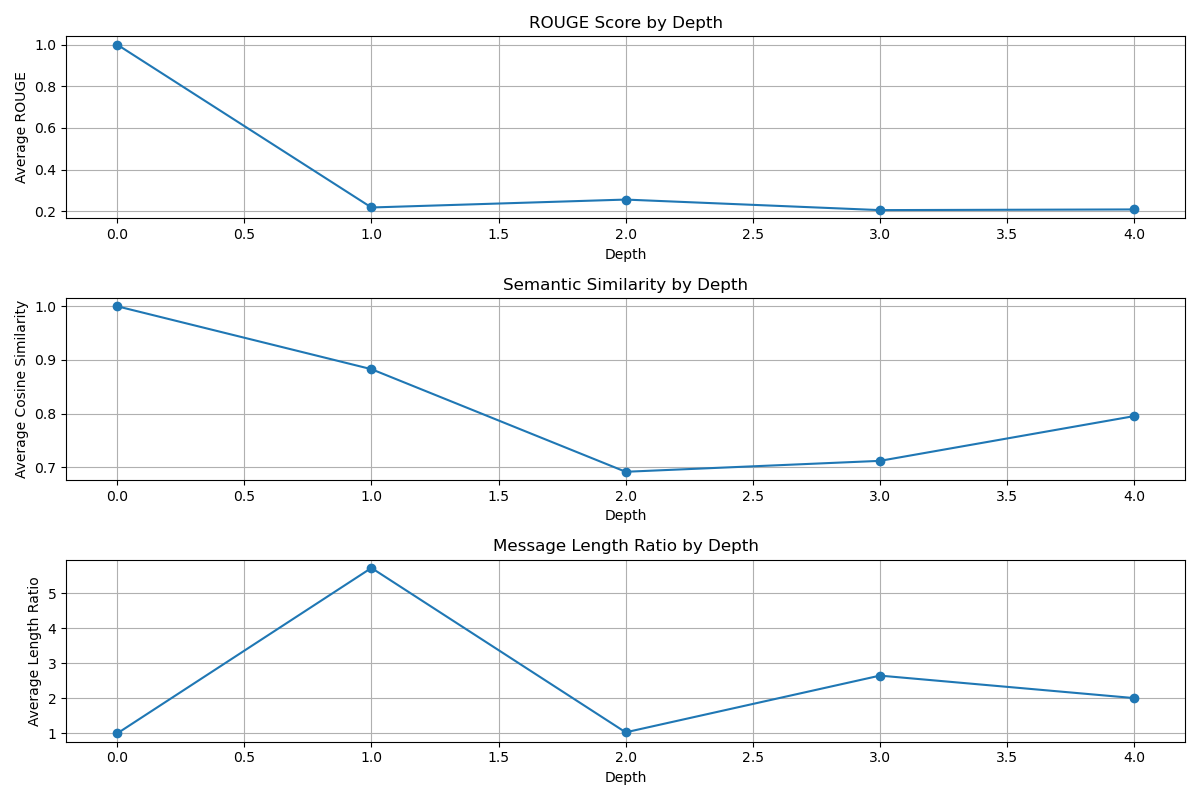 ROUGE Score by Depth
Average ROUGE
1.0
0.8
0.6
0.4
0.2
0.0 0.5 1.0 1.5 2.0 2.5 3.0 3.5 4.0
Depth
Semantic Similarity by Depth
Average Cosine Similarity
1.0
0.9
0.8
0.7
0.0 0.5 1.0 1.5 2.0 2.5 3.0 3.5 4.0
Depth
Message Length Ratio by Depth
Average Length Ratio
5
4
3
2
1
0.0 0.5 1.0 1.5 2.0 2.5 3.0 3.5 4.0
Depth